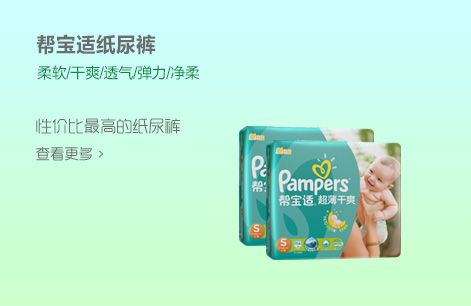 帮宝适纸尿裤
柔软/干爽/透气/弹力/净柔
性价比最高的纸尿裤
查看更多 >
Pampers
帮宝适 超薄干爽
S